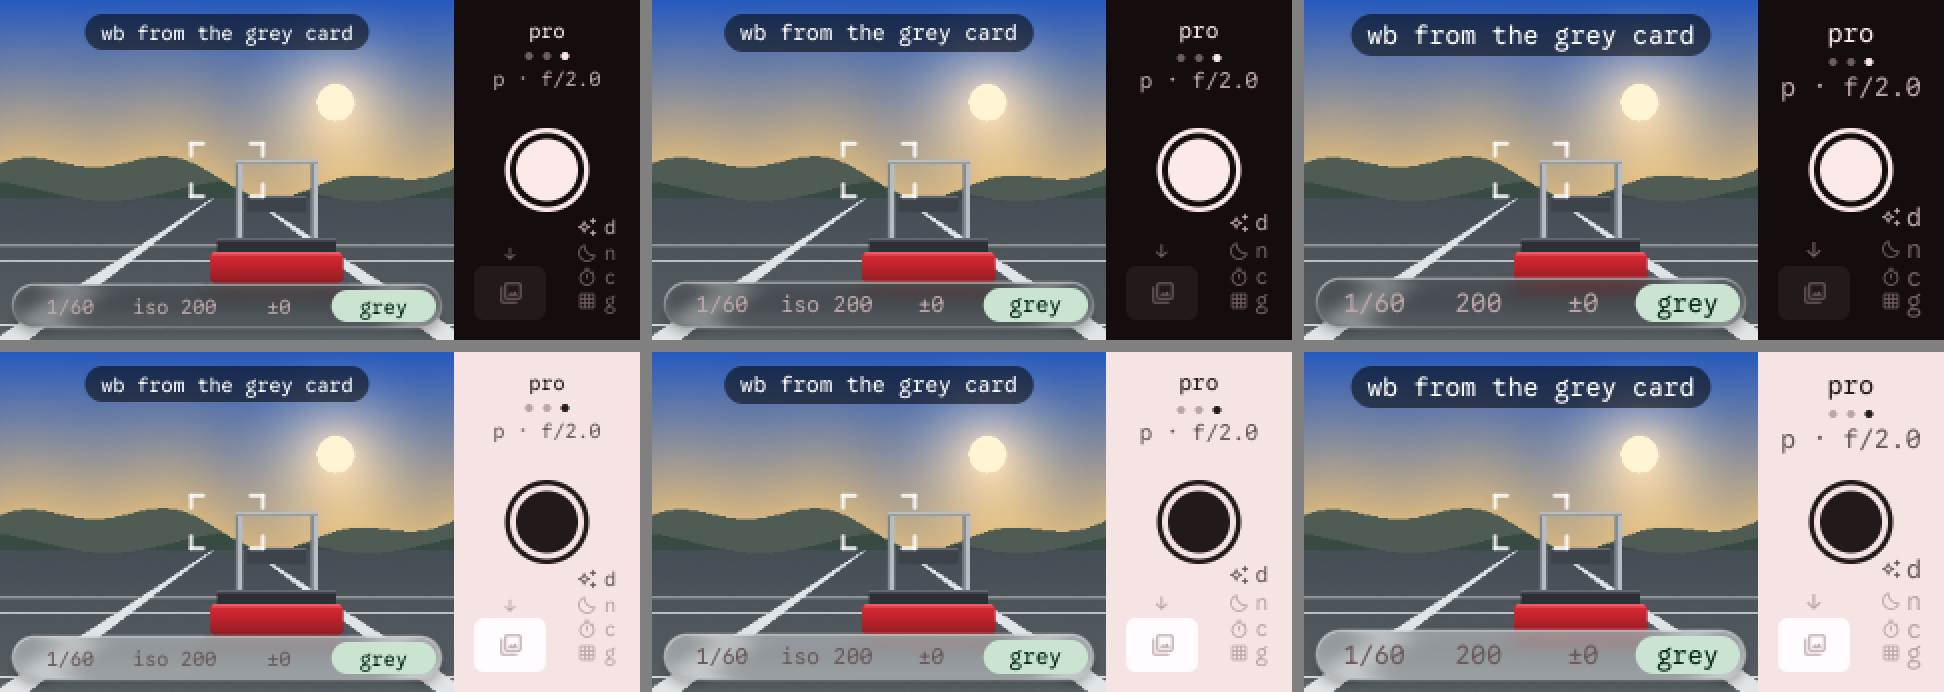 wb from the grey card
pro
p · f/2.0
d
n
c
g
1/60 iso 200 ±0 grey
wb from the grey card
pro
p · f/2.0
d
n
c
g
1/60 iso 200 ±0 grey
wb from the grey card
pro
p · f/2.0
d
n
c
g
1/60 200 ±0 grey
wb from the grey card
pro
p · f/2.0
d
n
c
g
1/60 iso 200 ±0 grey
wb from the grey card
pro
p · f/2.0
d
n
c
g
1/60 iso 200 ±0 grey
wb from the grey card
pro
p · f/2.0
d
n
c
g
1/60 200 ±0 grey